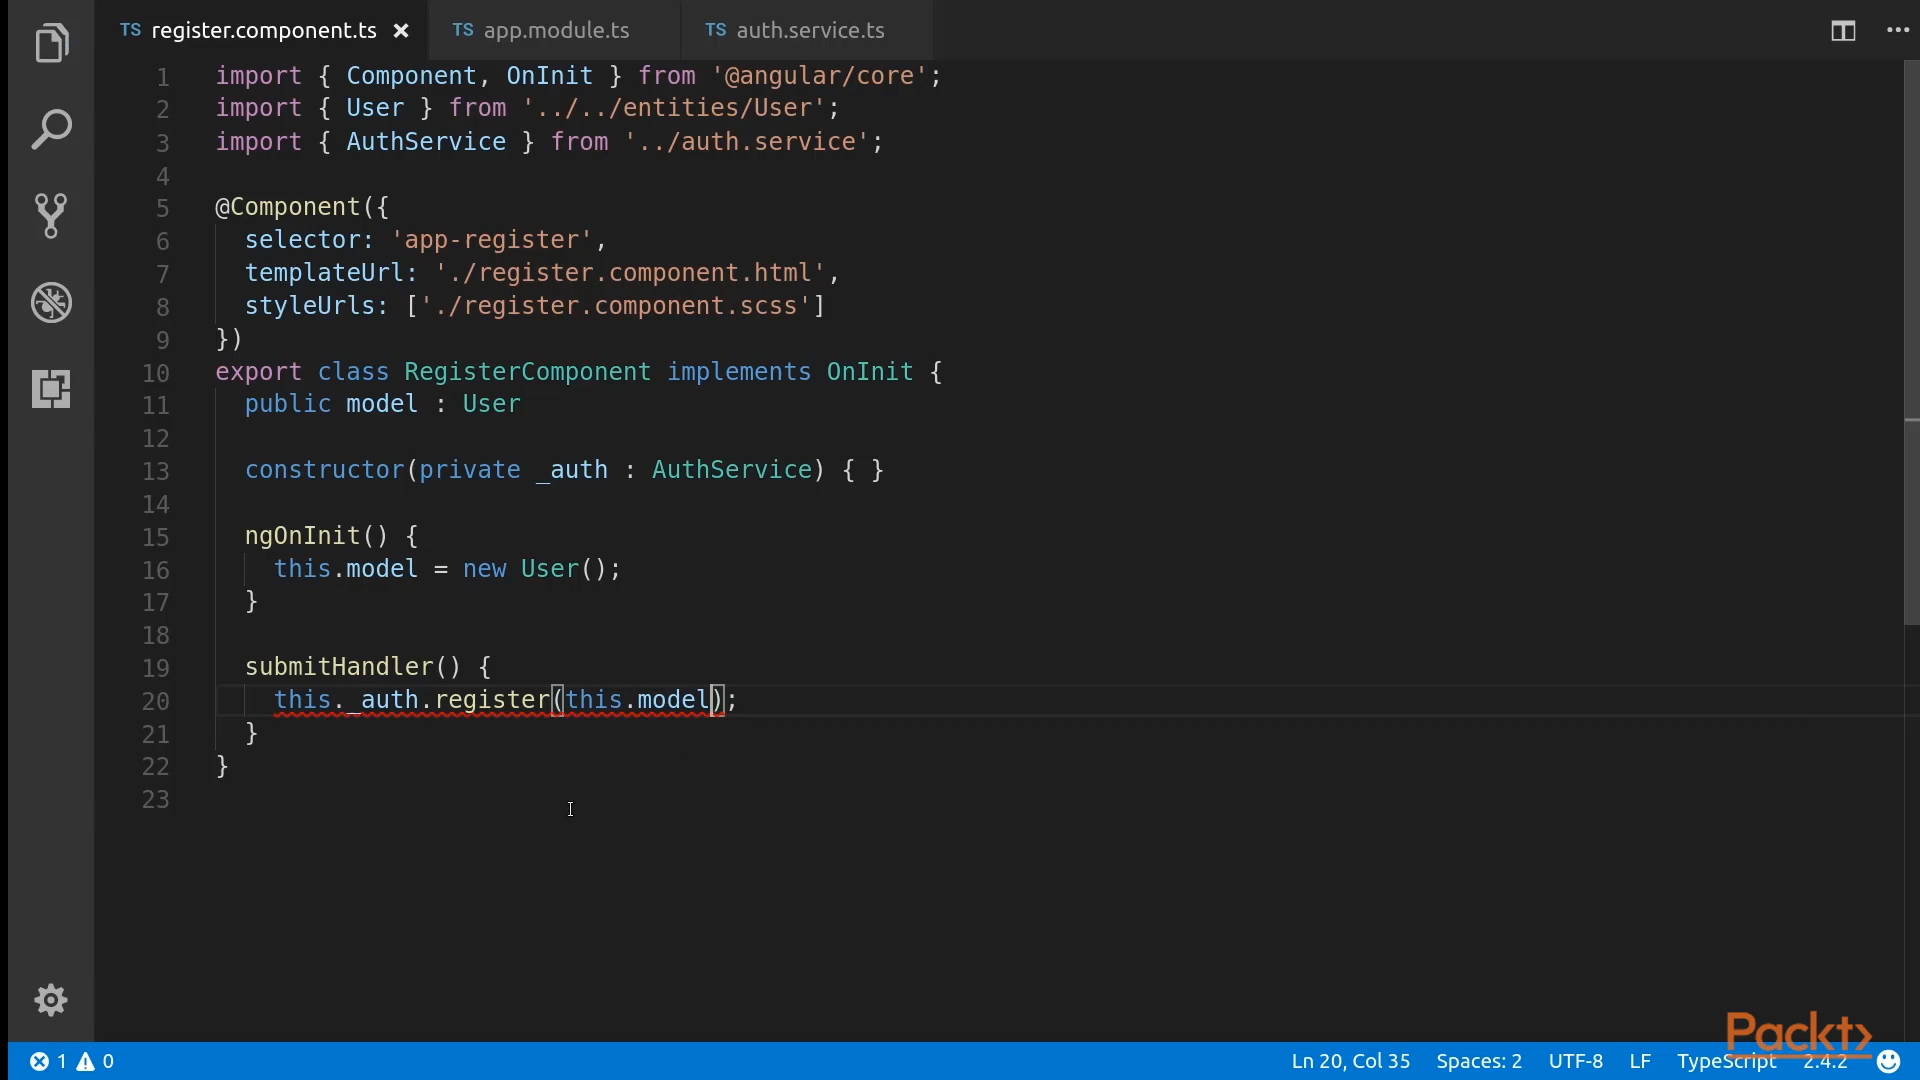 TS register.component.ts × TS app.module.ts TS auth.service.ts
1 import { Component, OnInit } from '@angular/core';
2 import { User } from '../../entities/User';
3 import { AuthService } from '../auth.service';
4
5 @Component({
6   selector: 'app-register',
7   templateUrl: './register.component.html',
8   styleUrls: ['./register.component.scss']
9 })
10 export class RegisterComponent implements OnInit {
11   public model : User
12
13   constructor(private _auth : AuthService) { }
14
15   ngOnInit() {
16     this.model = new User();
17   }
18
19   submitHandler() {
20     this._auth.register(this.model);
21   }
22 }
23
Packt>
1 0 Ln 20, Col 35 Spaces: 2 UTF-8 LF TypeScript 2.4.2